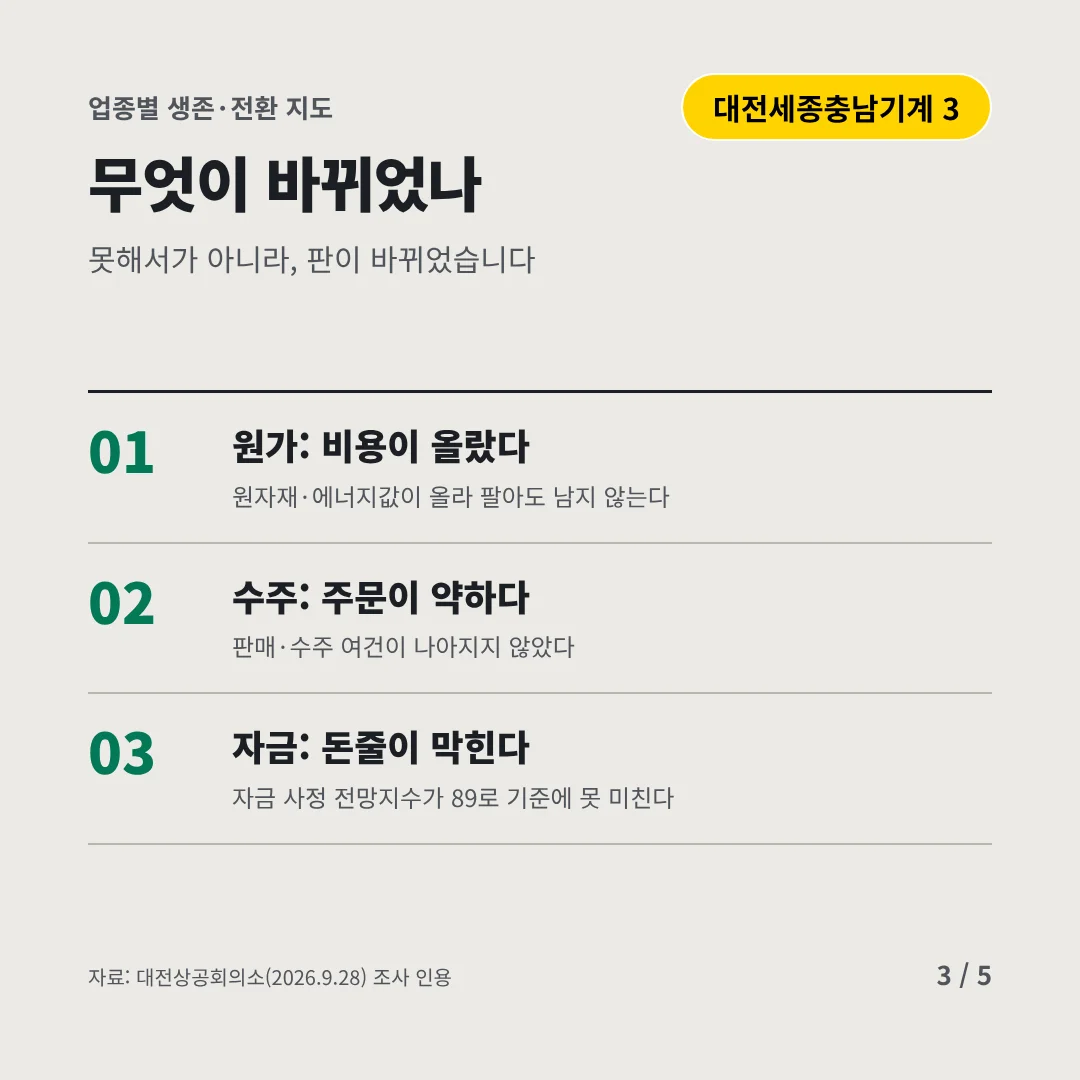 업종별 생존·전환 지도
대전세종충남기계 3
무엇이 바뀌었나
못해서가 아니라, 판이 바뀌었습니다
01
원가: 비용이 올랐다
원자재·에너지값이 올라 팔아도 남지 않는다
02
수주: 주문이 약하다
판매·수주 여건이 나아지지 않았다
03
자금: 돈줄이 막힌다
자금 사정 전망지수가 89로 기준에 못 미친다
자료: 대전상공회의소(2026.9.28) 조사 인용
3 / 5